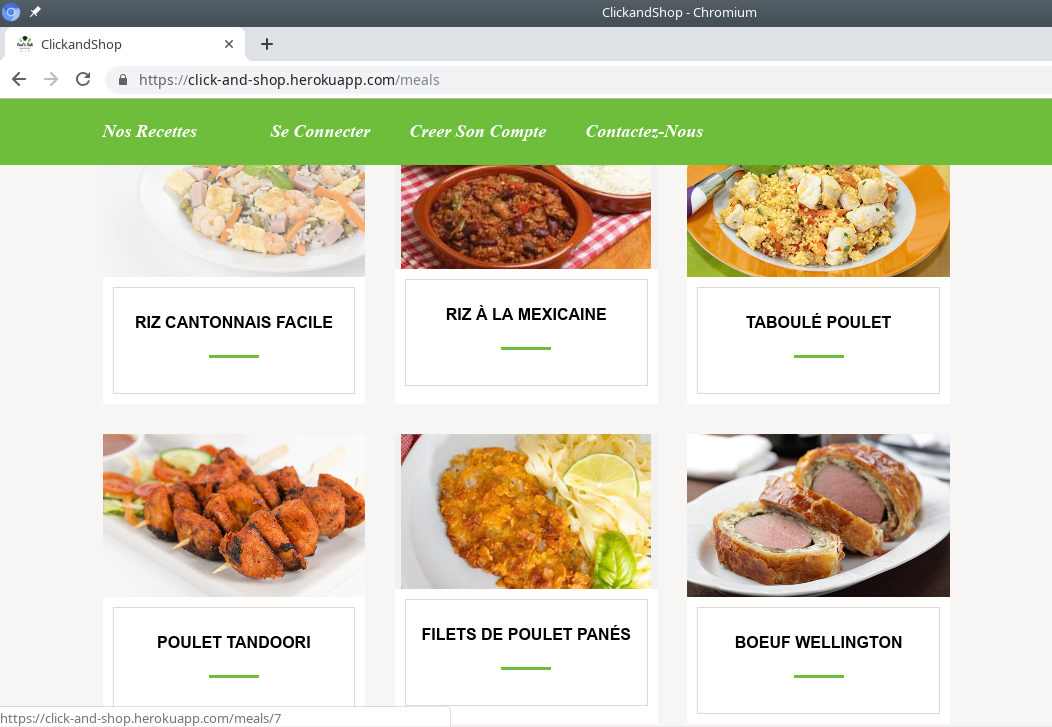 ClickandShop - Chromium
ClickandShop
https://click-and-shop.herokuapp.com/meals
Nos Recettes Se Connecter Creer Son Compte Contactez-Nous
RIZ CANTONNAIS FACILE
RIZ À LA MEXICAINE
TABOULÉ POULET
POULET TANDOORI
FILETS DE POULET PANÉS
BOEUF WELLINGTON
https://click-and-shop.herokuapp.com/meals/7